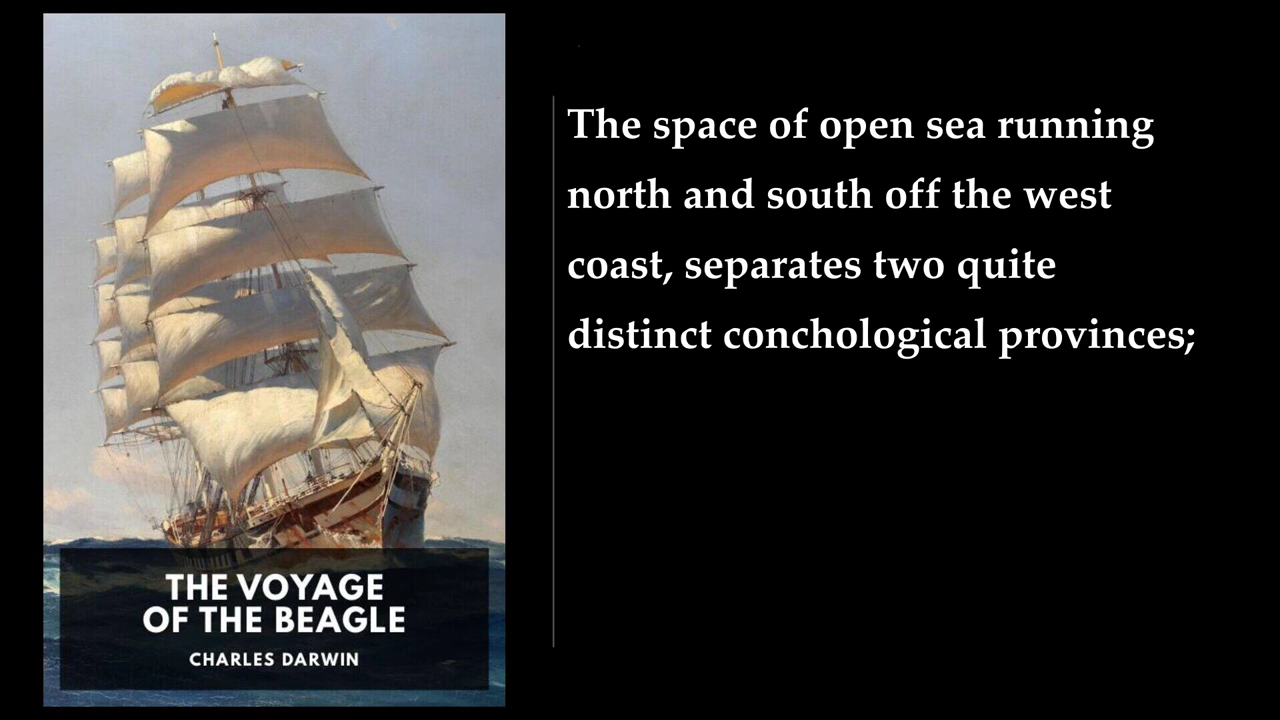 The space of open sea running
north and south off the west
coast, separates two quite
distinct conchological provinces;
THE VOYAGE
OF THE BEAGLE
CHARLES DARWIN